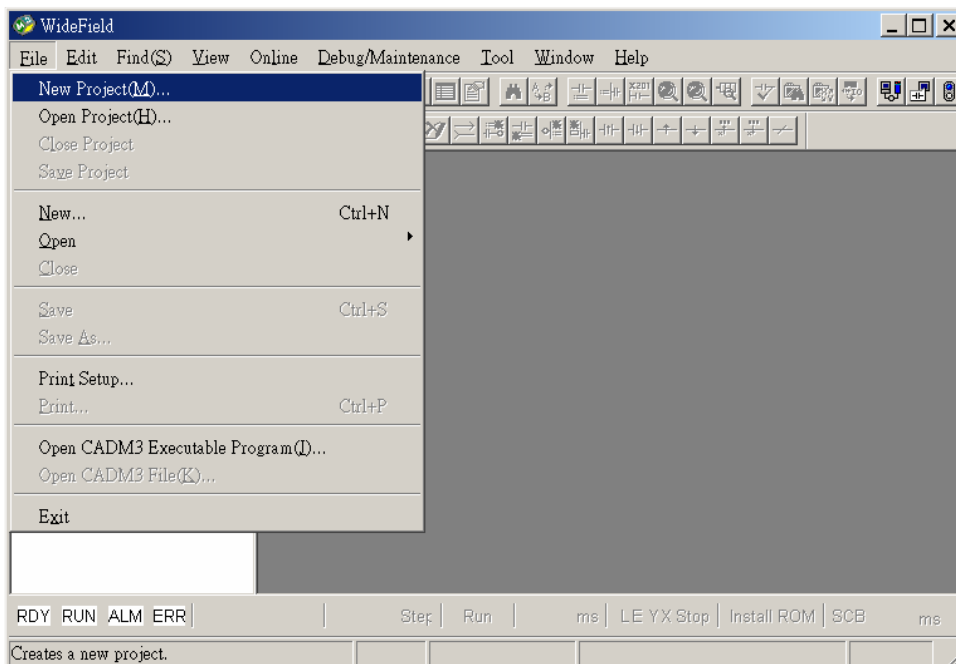 WideField
File Edit Find(S) View Online Debug/Maintenance Tool Window Help
New Project(M)...
Open Project(H)...
Close Project
Save Project
New... Ctrl+N
Open
Close
Save Ctrl+S
Save As...
Print Setup...
Print... Ctrl+P
Open CADM3 Executable Program(J)...
Open CADM3 File(K)...
Exit
RDY RUN ALM ERR Step Run ms LE YX Stop Install ROM SCB ms
Creates a new project.